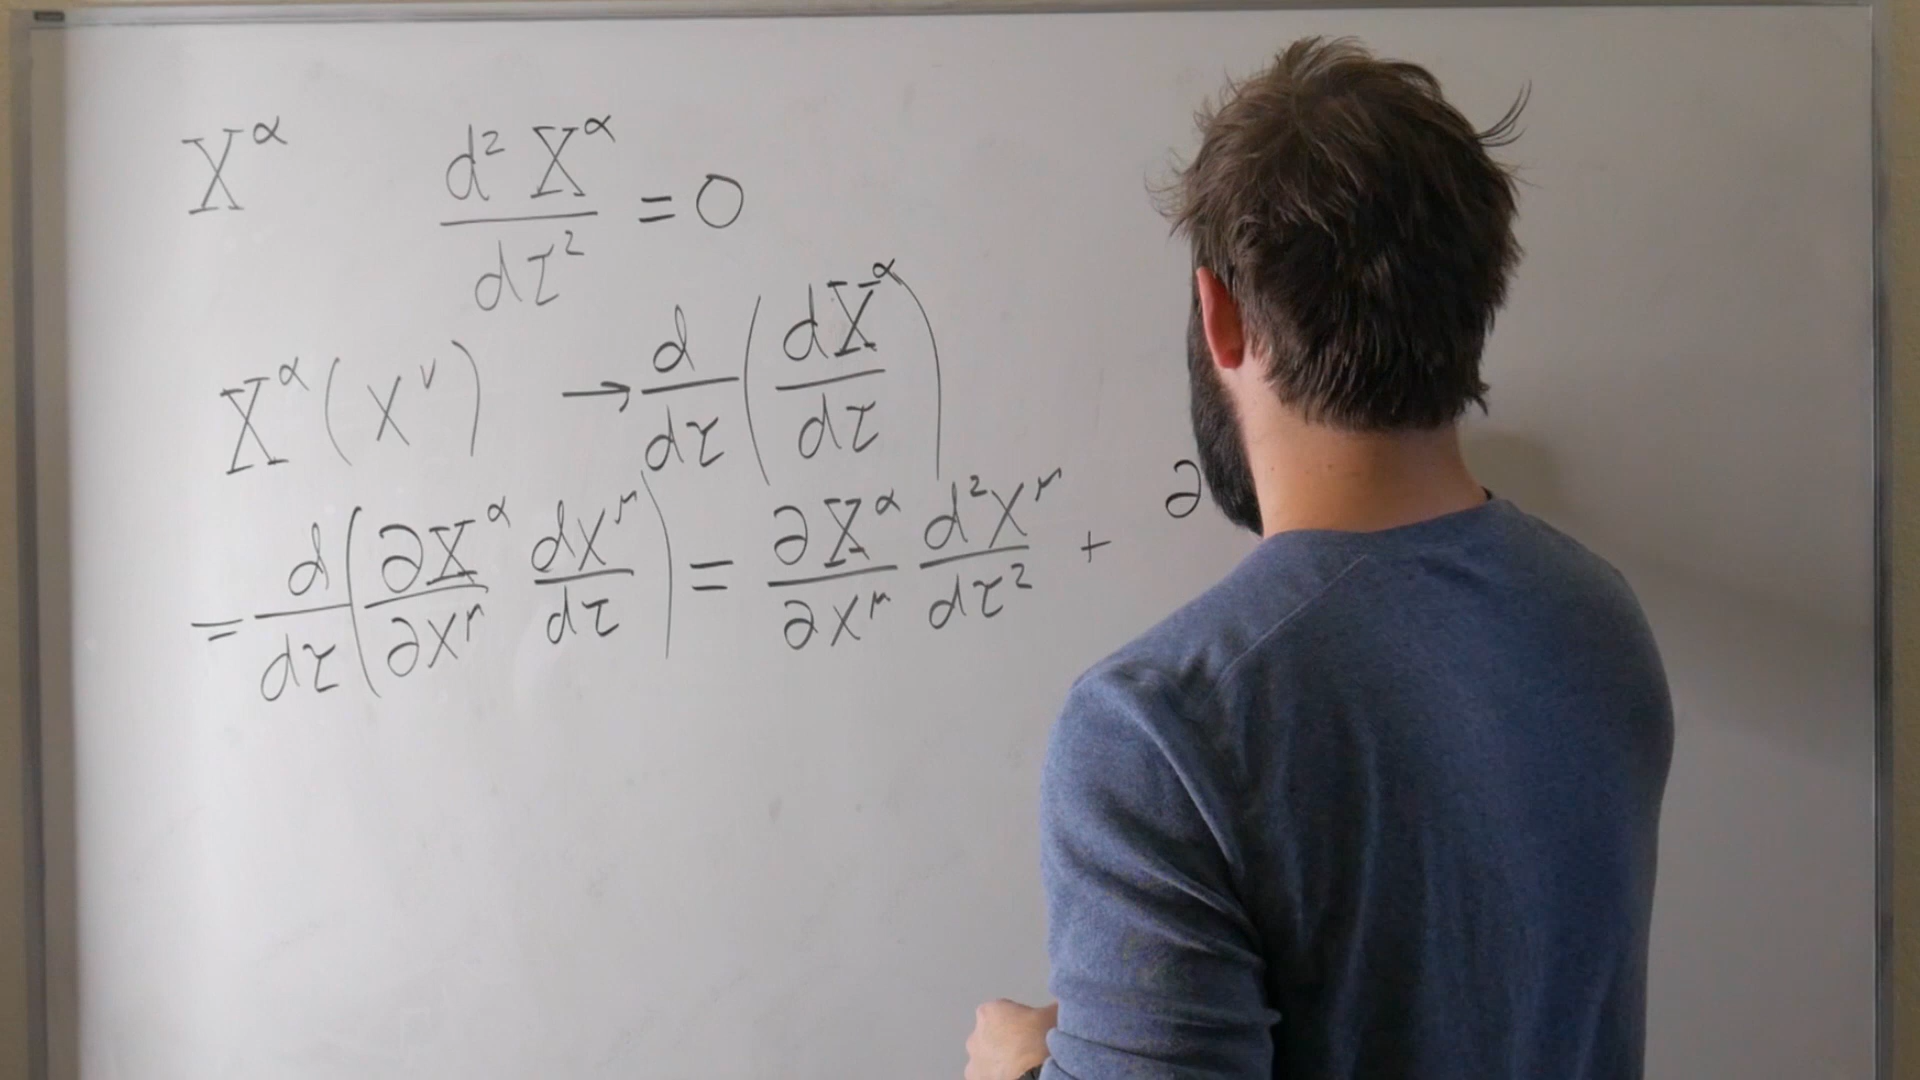 X^α d²X^α/dτ² = 0
X^α(x^ν) → d/dτ (dX^α/dτ)
= d/dτ (∂X^α/∂x^μ dx^μ/dτ) = ∂X^α/∂x^μ d²x^μ/dτ² + ∂